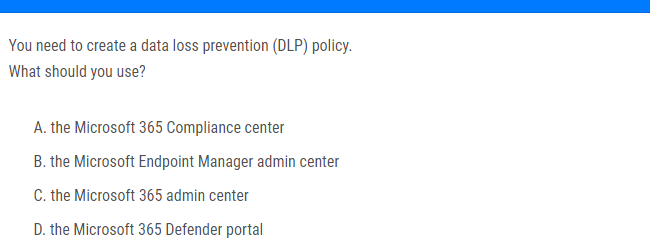 You need to create a data loss prevention (DLP) policy.
What should you use?
A. the Microsoft 365 Compliance center
B. the Microsoft Endpoint Manager admin center
C. the Microsoft 365 admin center
D. the Microsoft 365 Defender portal